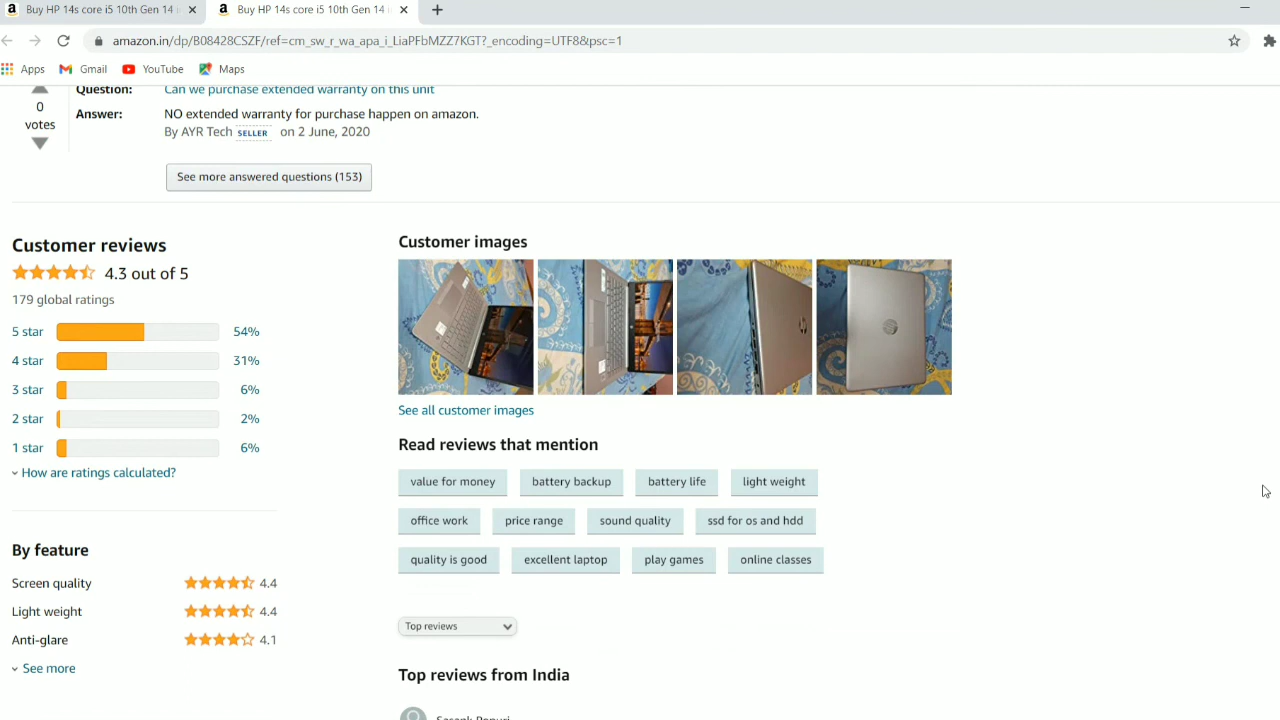 Buy HP 14s core i5 10th Gen 14
Buy HP 14s core i5 10th Gen 14
amazon.in/dp/B08428CSZF/ref=cm_sw_r_wa_apa_i_LiaPFbMZZ7KGT?_encoding=UTF8&psc=1
Apps Gmail YouTube Maps
Question: Can we purchase extended warranty on this unit
0
votes
Answer: NO extended warranty for purchase happen on amazon.
By AYR Tech SELLER on 2 June, 2020
See more answered questions (153)
Customer reviews
4.3 out of 5
179 global ratings
5 star 54%
4 star 31%
3 star 6%
2 star 2%
1 star 6%
How are ratings calculated?
By feature
Screen quality 4.4
Light weight 4.4
Anti-glare 4.1
See more
Customer images
See all customer images
Read reviews that mention
value for money battery backup battery life light weight
office work price range sound quality ssd for os and hdd
quality is good excellent laptop play games online classes
Top reviews
Top reviews from India